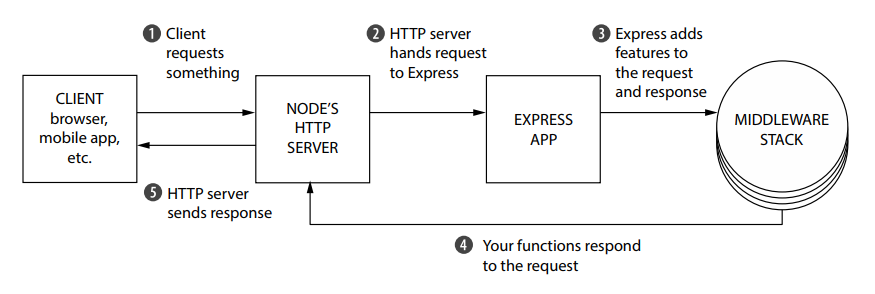 1 Client
requests
something
2 HTTP server
hands request
to Express
3 Express adds
features to
the request
and response
CLIENT
browser,
mobile app,
etc.
NODE’S
HTTP
SERVER
EXPRESS
APP
MIDDLEWARE
STACK
5 HTTP server
sends response
4 Your functions respond
to the request